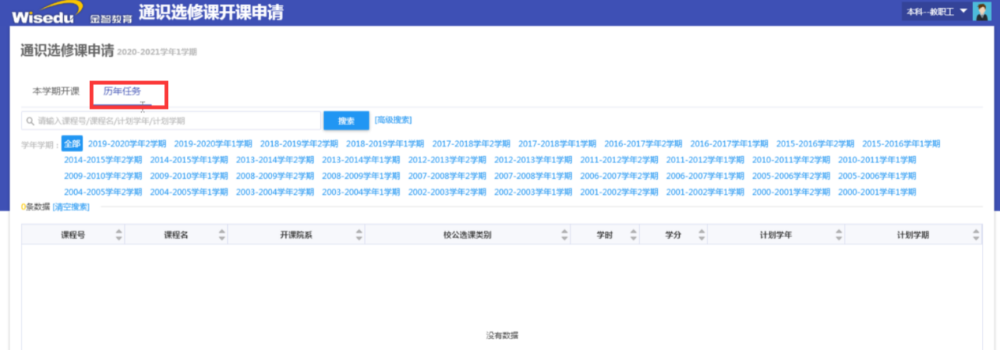 Wisedu 金智教育 通识选修课开课申请 本科--教职工
通识选修课申请 2020-2021学年1学期
本学期开课 历年任务
请输入课程号/课程名/计划学年/计划学期 搜索 [高级搜索]
学年学期： 全部 2019-2020学年2学期 2019-2020学年1学期 2018-2019学年2学期 2018-2019学年1学期 2017-2018学年2学期 2017-2018学年1学期 2016-2017学年2学期 2016-2017学年1学期 2015-2016学年2学期 2015-2016学年1学期
2014-2015学年2学期 2014-2015学年1学期 2013-2014学年2学期 2013-2014学年1学期 2012-2013学年2学期 2012-2013学年1学期 2011-2012学年2学期 2011-2012学年1学期 2010-2011学年2学期 2010-2011学年1学期
2009-2010学年2学期 2009-2010学年1学期 2008-2009学年2学期 2008-2009学年1学期 2007-2008学年2学期 2007-2008学年1学期 2006-2007学年2学期 2006-2007学年1学期 2005-2006学年2学期 2005-2006学年1学期
2004-2005学年2学期 2004-2005学年1学期 2003-2004学年2学期 2003-2004学年1学期 2002-2003学年2学期 2002-2003学年1学期 2001-2002学年2学期 2001-2002学年1学期 2000-2001学年2学期 2000-2001学年1学期
0条数据 [清空搜索]
课程号 课程名 开课院系 校公选课类别 学时 学分 计划学年 计划学期
没有数据